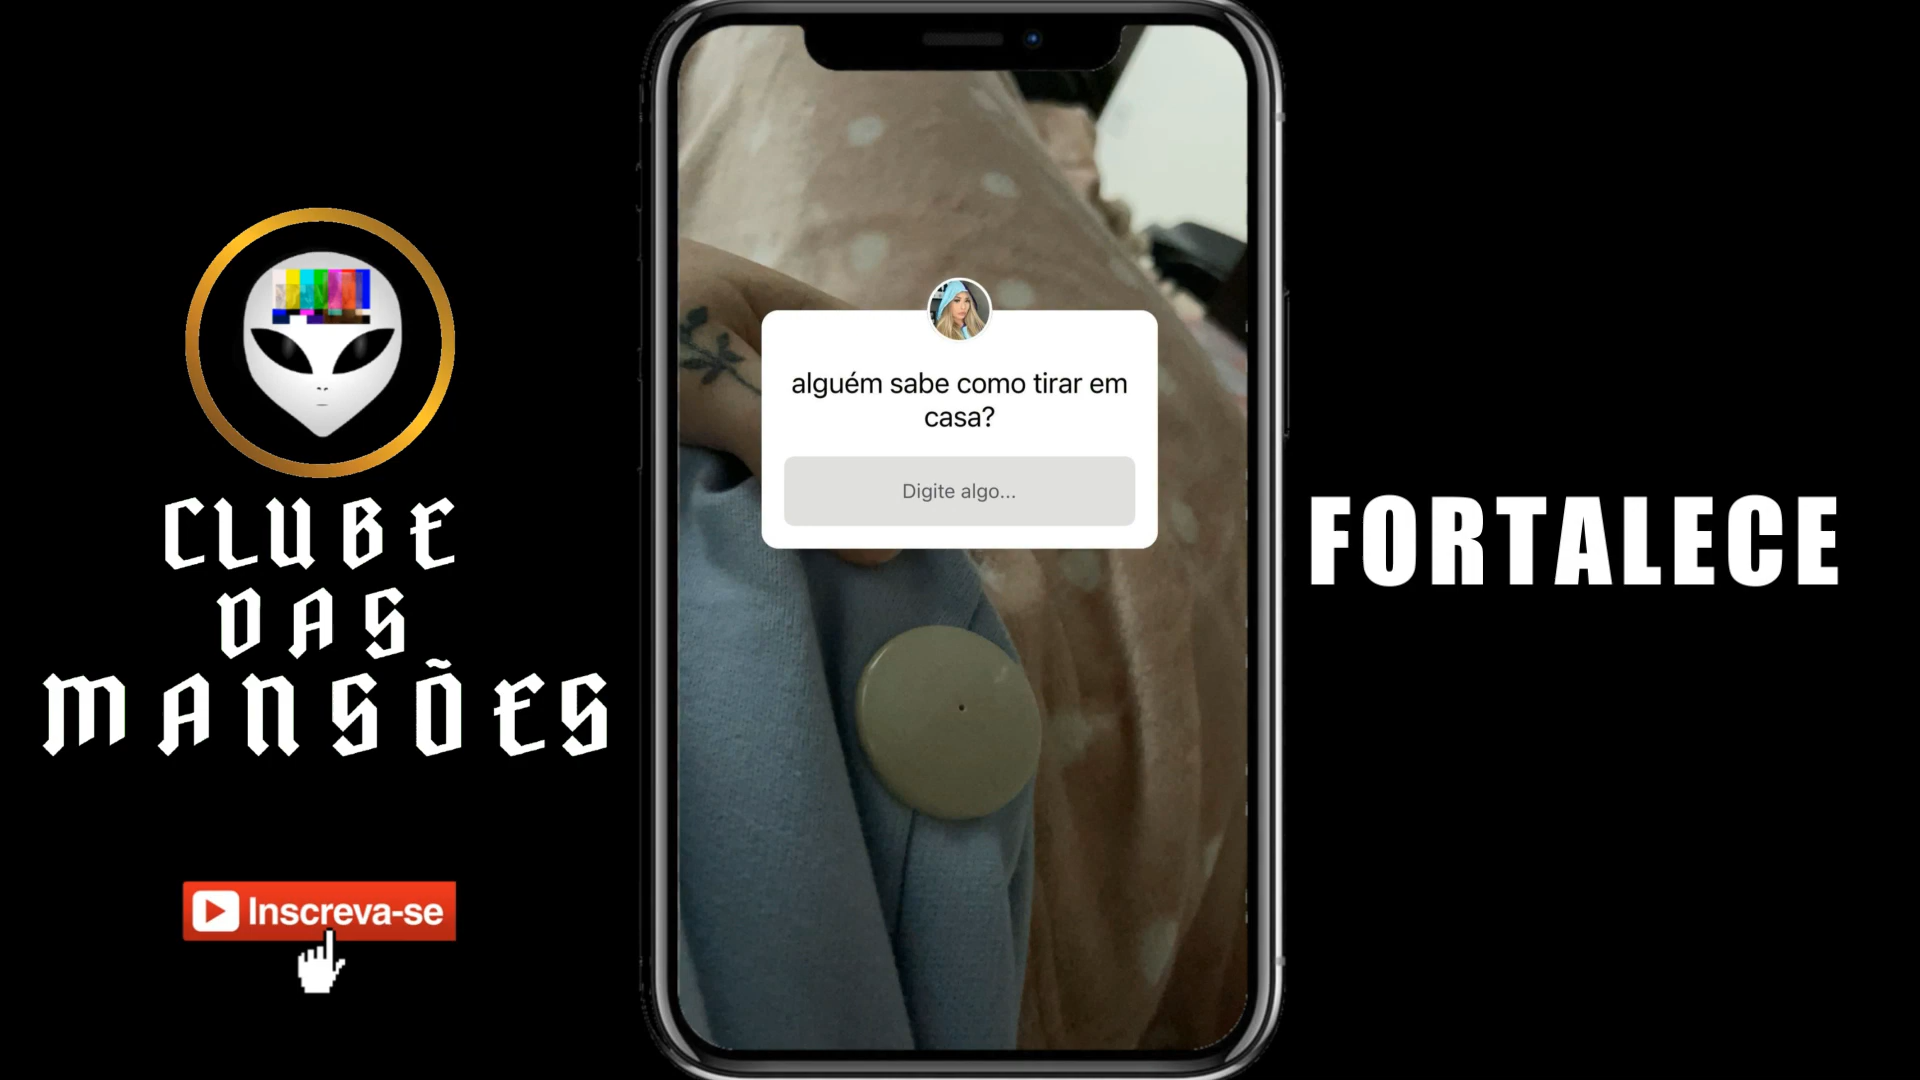 CLUBE
DAS
MANSÕES
Inscreva-se
alguém sabe como tirar em
casa?
Digite algo...
FORTALECE